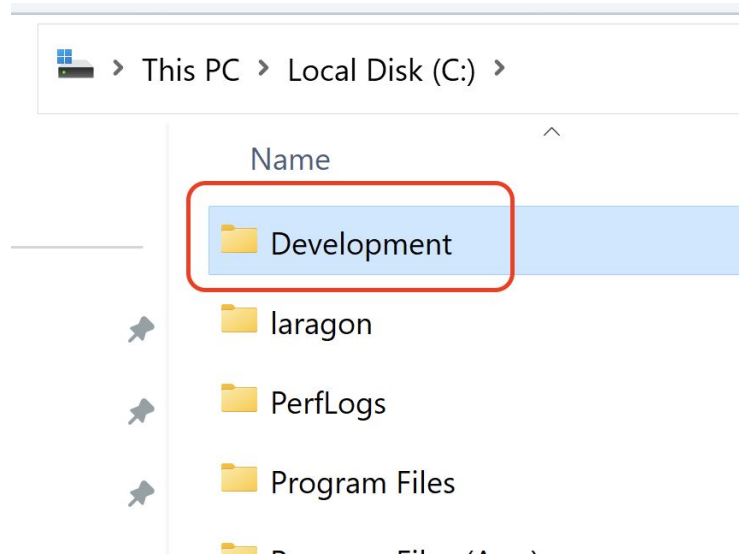 This PC > Local Disk (C:) >
Name
Development
laragon
PerfLogs
Program Files